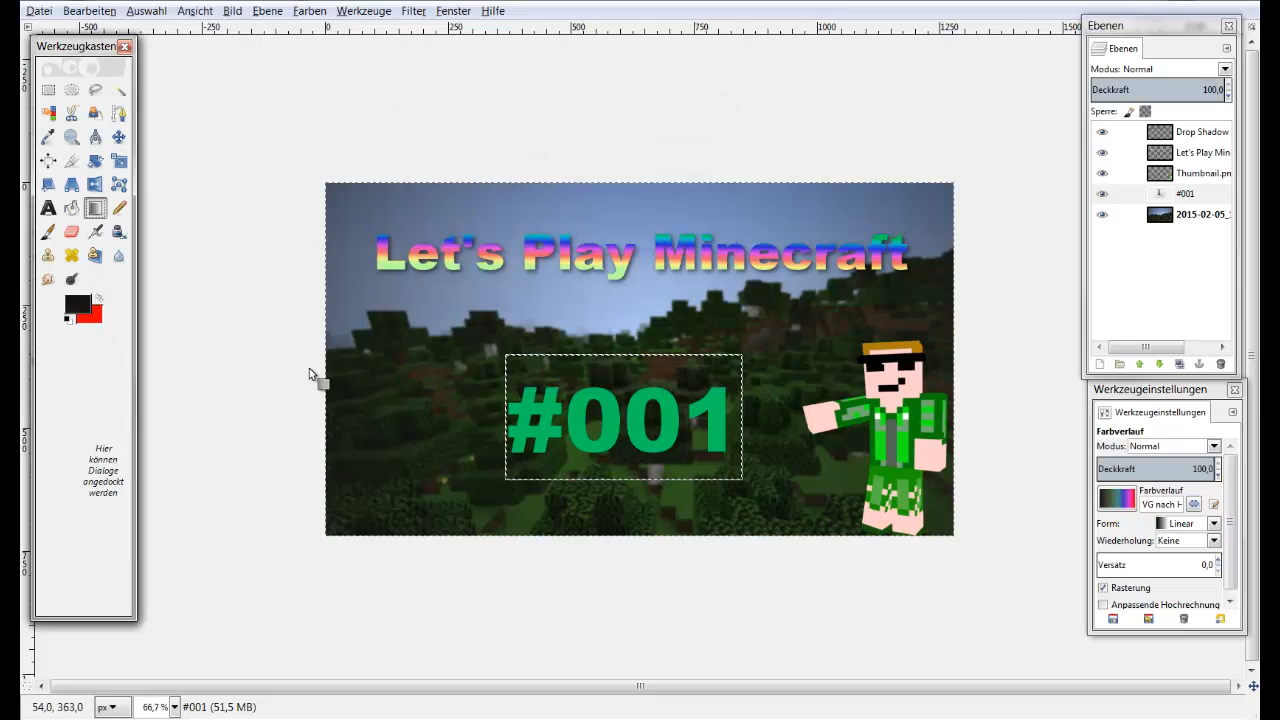 Datei Bearbeiten Auswahl Ansicht Bild Ebene Farben Werkzeuge Filter Fenster Hilfe
-500 -250 0 250 500 750 1000 1250
Werkzeugkasten
Hier
können
Dialoge
angedockt
werden
Let's Play Minecraft
#001
Ebenen
Ebenen
Modus: Normal
Deckkraft 100,0
Sperre:
Drop Shadow
Let's Play Min
Thumbnail.pn
#001
2015-02-05_
Werkzeugeinstellungen
Werkzeugeinstellungen
Farbverlauf
Modus: Normal
Deckkraft 100,0
Farbverlauf
VG nach H
Form: Linear
Wiederholung: Keine
Versatz 0,0
Rasterung
Anpassende Hochrechnung
54,0, 363,0 px 66,7 % #001 (51,5 MB)